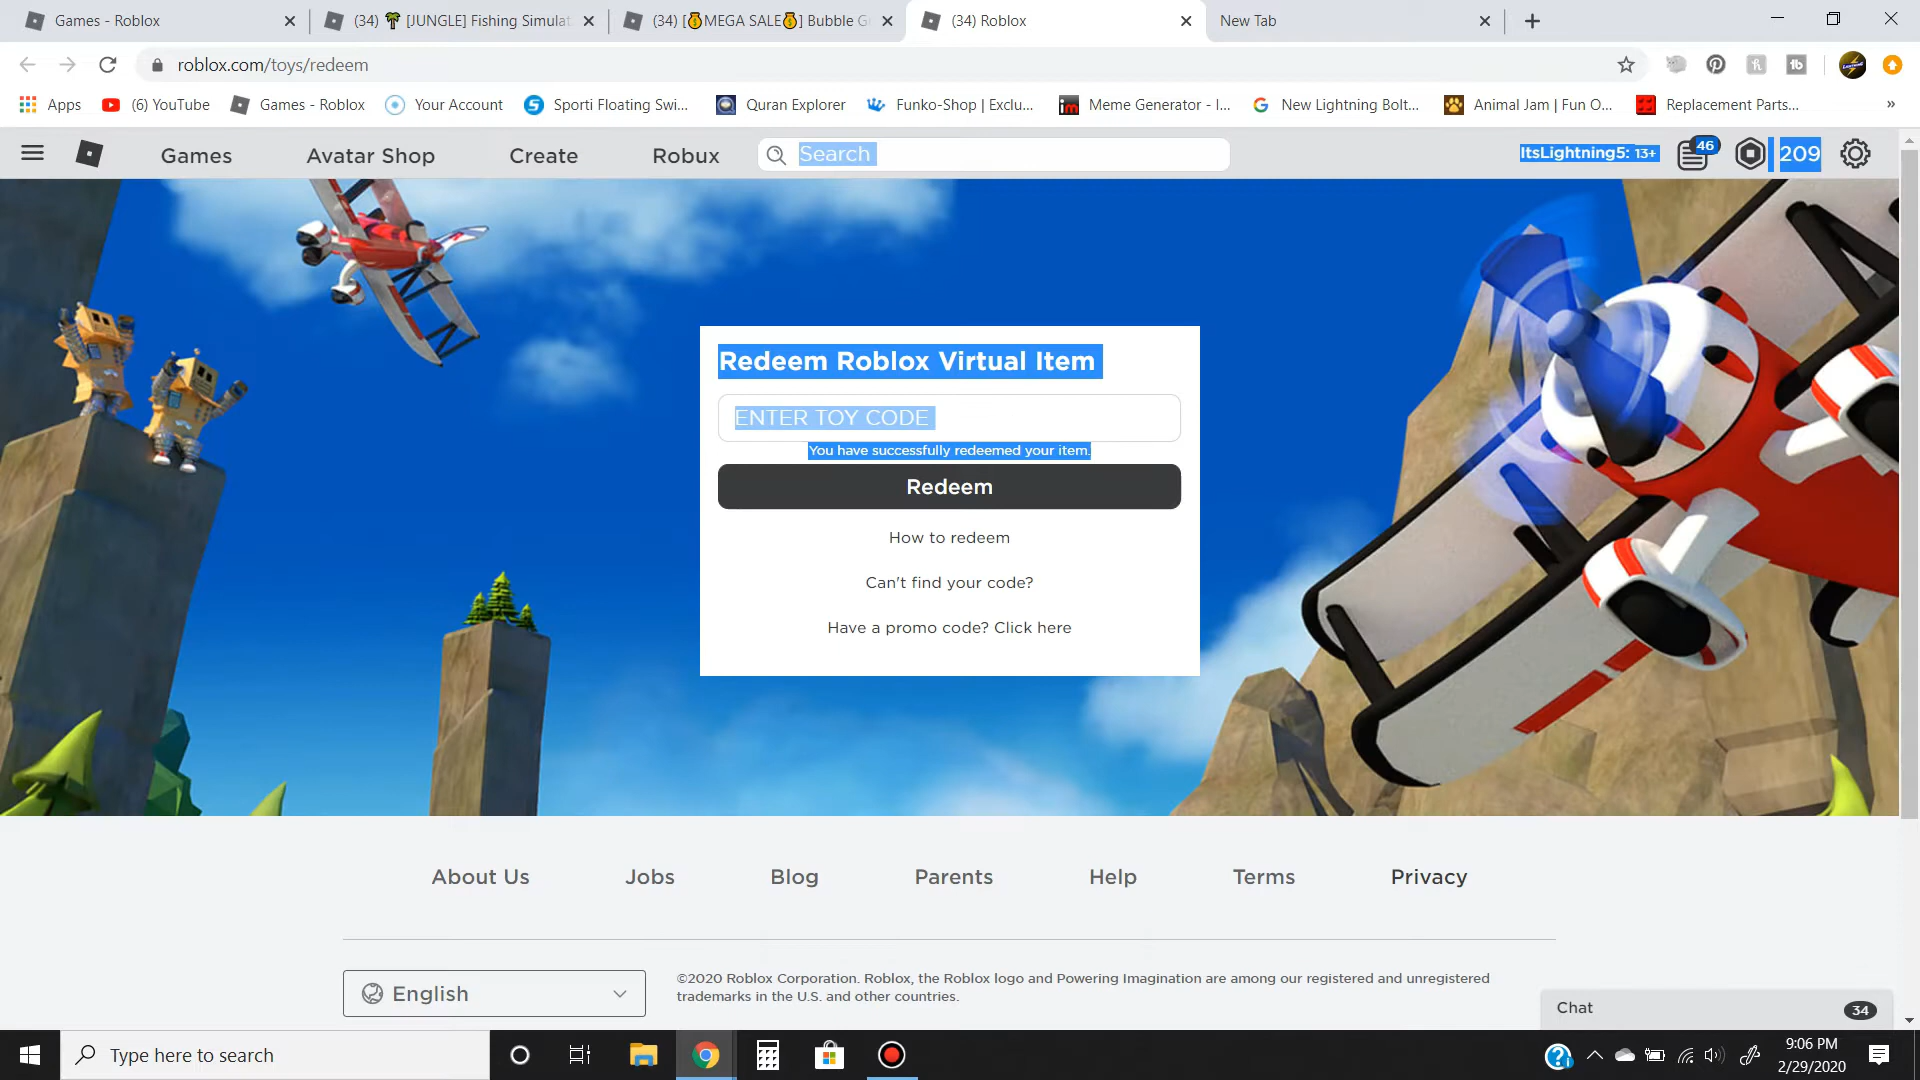 Games - Roblox
(34) 🌴 [JUNGLE] Fishing Simulat
(34) [💰MEGA SALE💰] Bubble G
(34) Roblox
New Tab
roblox.com/toys/redeem
Apps
(6) YouTube
Games - Roblox
Your Account
Sporti Floating Swi...
Quran Explorer
Funko-Shop | Exclu...
Meme Generator - I...
New Lightning Bolt...
Animal Jam | Fun O...
Replacement Parts...
»
Games
Avatar Shop
Create
Robux
Search
ItsLightning5: 13+
46
209
Redeem Roblox Virtual Item
ENTER TOY CODE
You have successfully redeemed your item.
Redeem
How to redeem
Can't find your code?
Have a promo code? Click here
About Us
Jobs
Blog
Parents
Help
Terms
Privacy
English
©2020 Roblox Corporation. Roblox, the Roblox logo and Powering Imagination are among our registered and unregistered
trademarks in the U.S. and other countries.
Chat
34
Type here to search
9:06 PM
2/29/2020